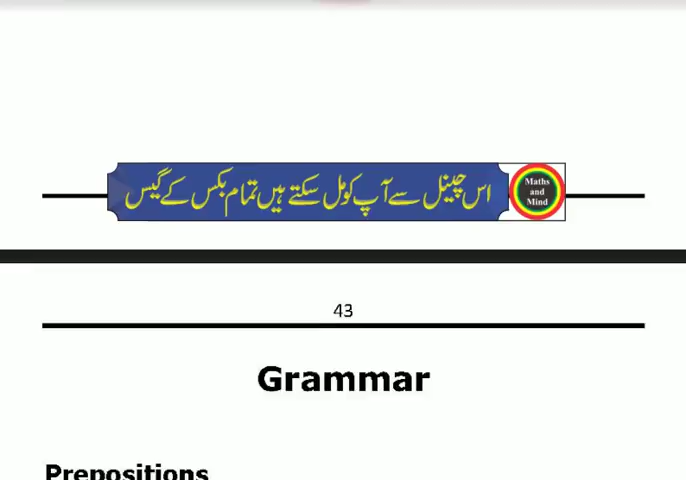 اس چینل سے آپ کو مل سکتے ہیں تمام بکس کے گیس
Maths
and
Mind
43
Grammar
Prepositions